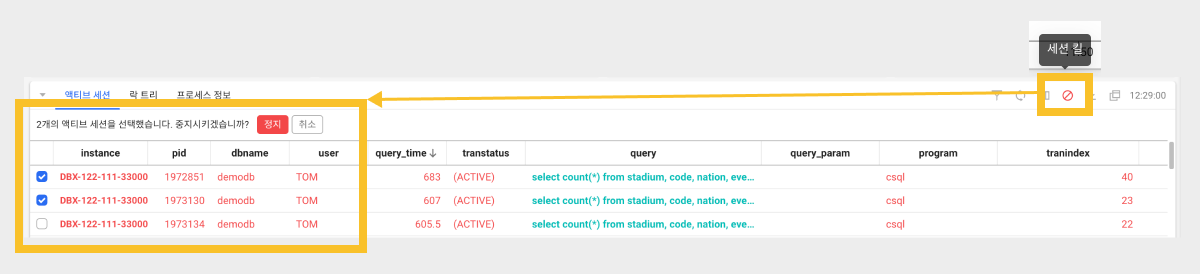 세션 킬
액티브 세션 락 트리 프로세스 정보 12:29:00
2개의 액티브 세션을 선택했습니다. 중지시키겠습니까? 정지 취소
instance pid dbname user query_time ↓ transtatus query query_param program tranindex
DBX-122-111-33000 1972851 demodb TOM 683 (ACTIVE) select count(*) from stadium, code, nation, eve... csql 40
DBX-122-111-33000 1973130 demodb TOM 607 (ACTIVE) select count(*) from stadium, code, nation, eve... csql 23
DBX-122-111-33000 1973134 demodb TOM 605.5 (ACTIVE) select count(*) from stadium, code, nation, eve... csql 22